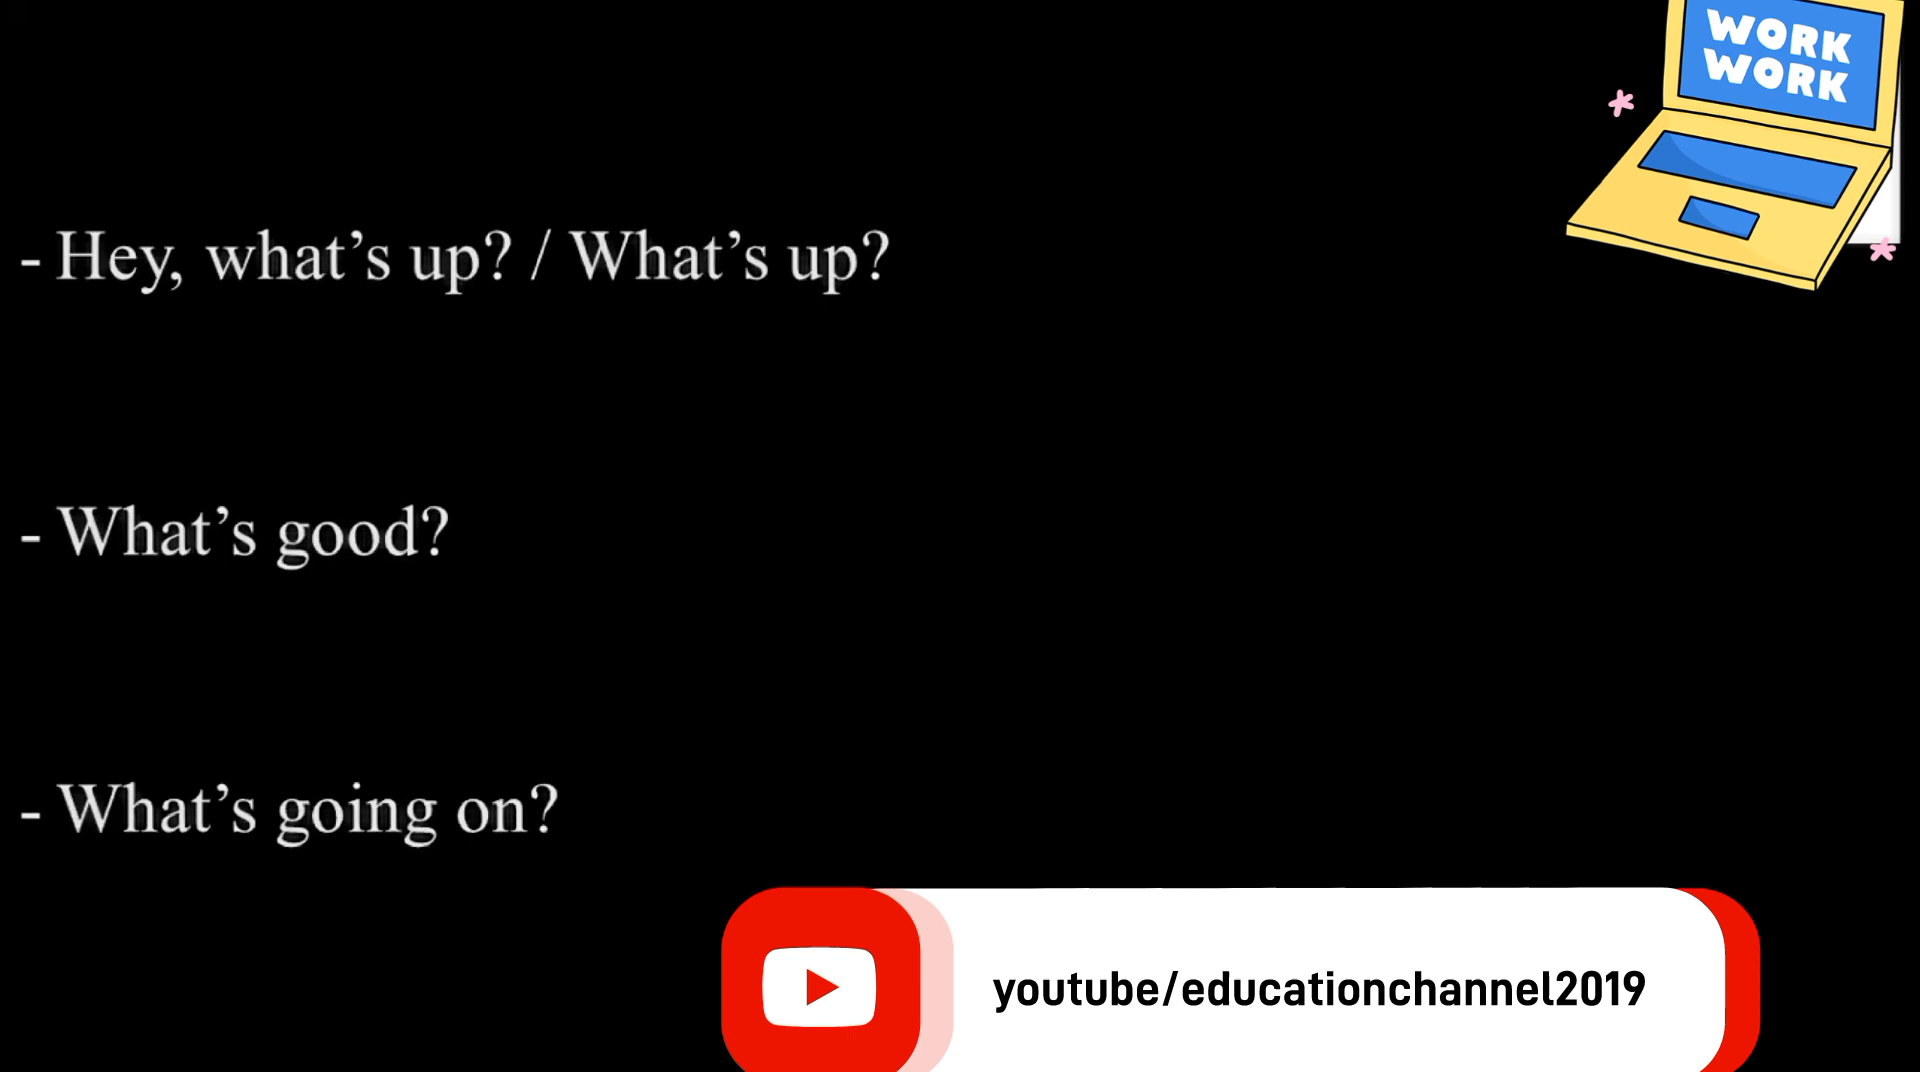 WORK
WORK
- Hey, what’s up? / What’s up?
- What’s good?
- What’s going on?
youtube/educationchannel2019